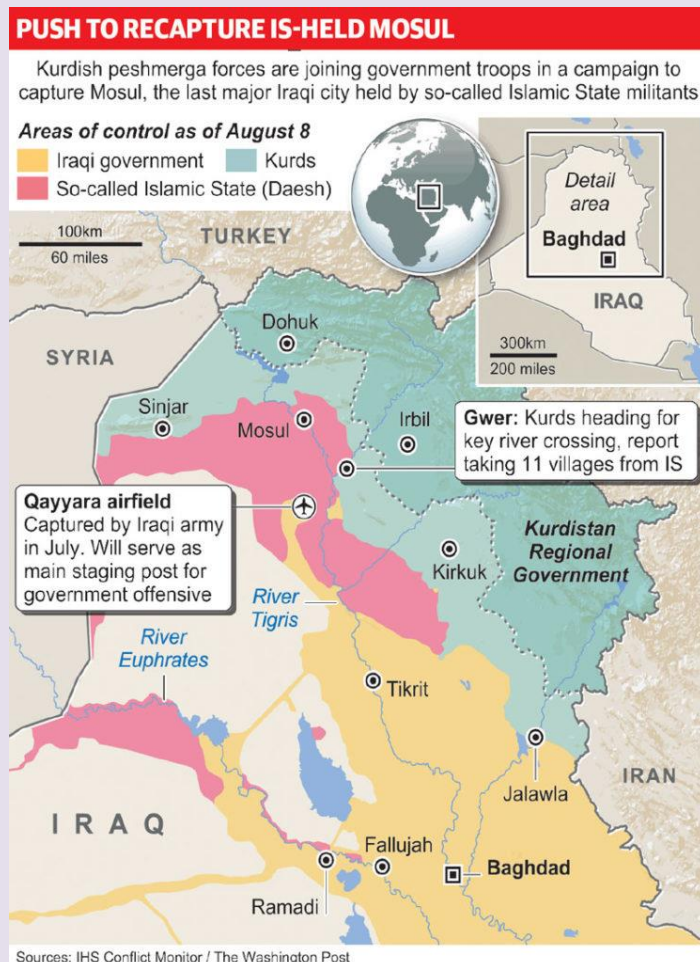 PUSH TO RECAPTURE IS-HELD MOSUL
Kurdish peshmerga forces are joining government troops in a campaign to
capture Mosul, the last major Iraqi city held by so-called Islamic State militants
Areas of control as of August 8
Iraqi government
Kurds
So-called Islamic State (Daesh)
Detail
area
Baghdad
IRAQ
300km
200 miles
100km
60 miles
TURKEY
SYRIA
Dohuk
Sinjar
Mosul
Irbil
Gwer: Kurds heading for
key river crossing, report
taking 11 villages from IS
Qayyara airfield
Captured by Iraqi army
in July. Will serve as
main staging post for
government offensive
Kirkuk
Kurdistan
Regional
Government
River
Tigris
River
Euphrates
Tikrit
Jalawla
IRAN
IRAQ
Fallujah
Baghdad
Ramadi
Sources: IHS Conflict Monitor / The Washington Post